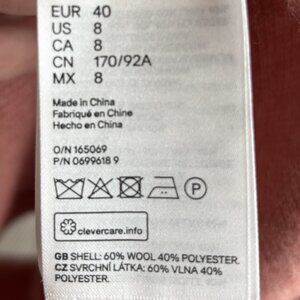 EUR 40
US 8
CA 8
CN 170/92A
MX 8
Made in China
Fabriqué en Chine
Hecho en China
O/N 165069
P/N 0699618 9
P
clevercare.info
GB SHELL: 60% WOOL 40% POLYESTER.
CZ SVRCHNÍ LÁTKA: 60% VLNA 40%
POLYESTER.